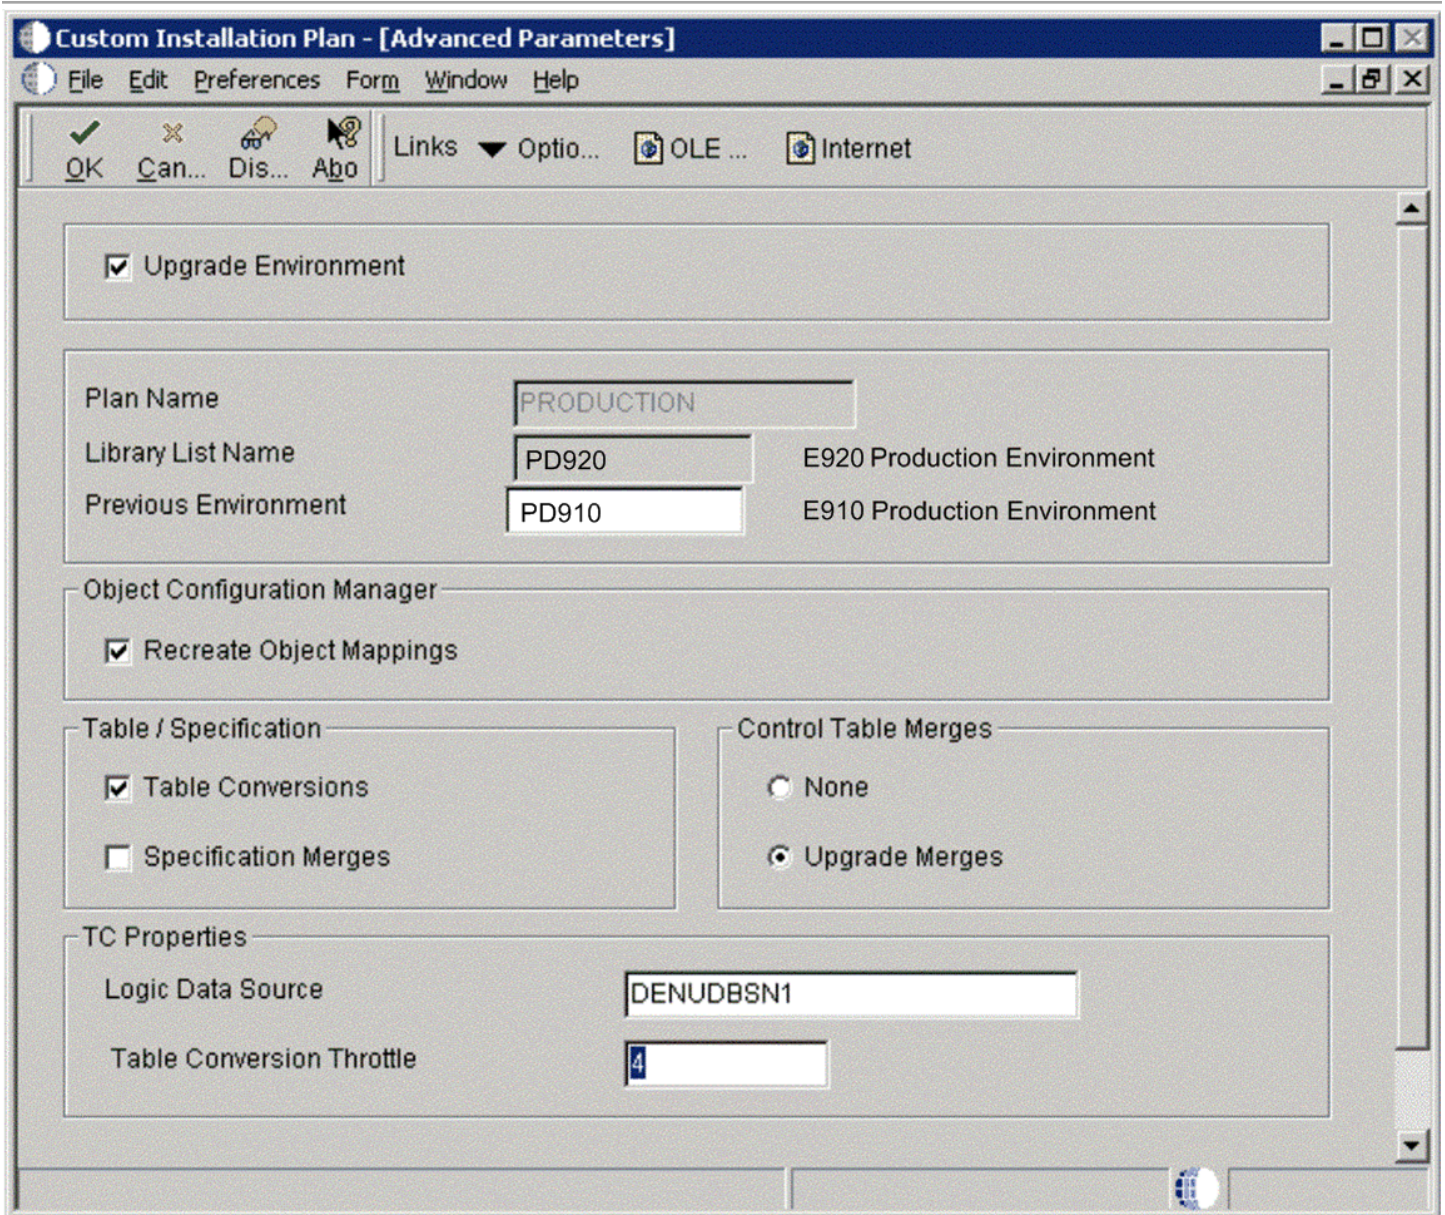 Custom Installation Plan - [Advanced Parameters]
File Edit Preferences Form Window Help
OK Can... Dis... Abo Links Optio... OLE ... Internet
Upgrade Environment
Plan Name PRODUCTION
Library List Name PD920 E920 Production Environment
Previous Environment PD910 E910 Production Environment
Object Configuration Manager
Recreate Object Mappings
Table / Specification Control Table Merges
Table Conversions None
Specification Merges Upgrade Merges
TC Properties
Logic Data Source DENUDBSN1
Table Conversion Throttle 4